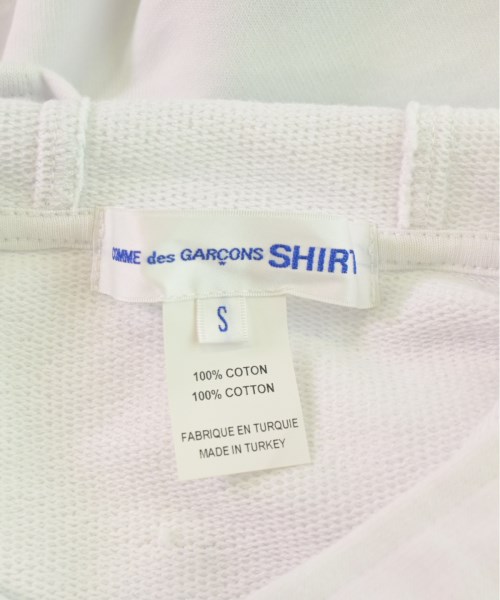 COMME des GARÇONS SHIRT
S
100% COTON
100% COTTON
FABRIQUE EN TURQUIE
MADE IN TURKEY